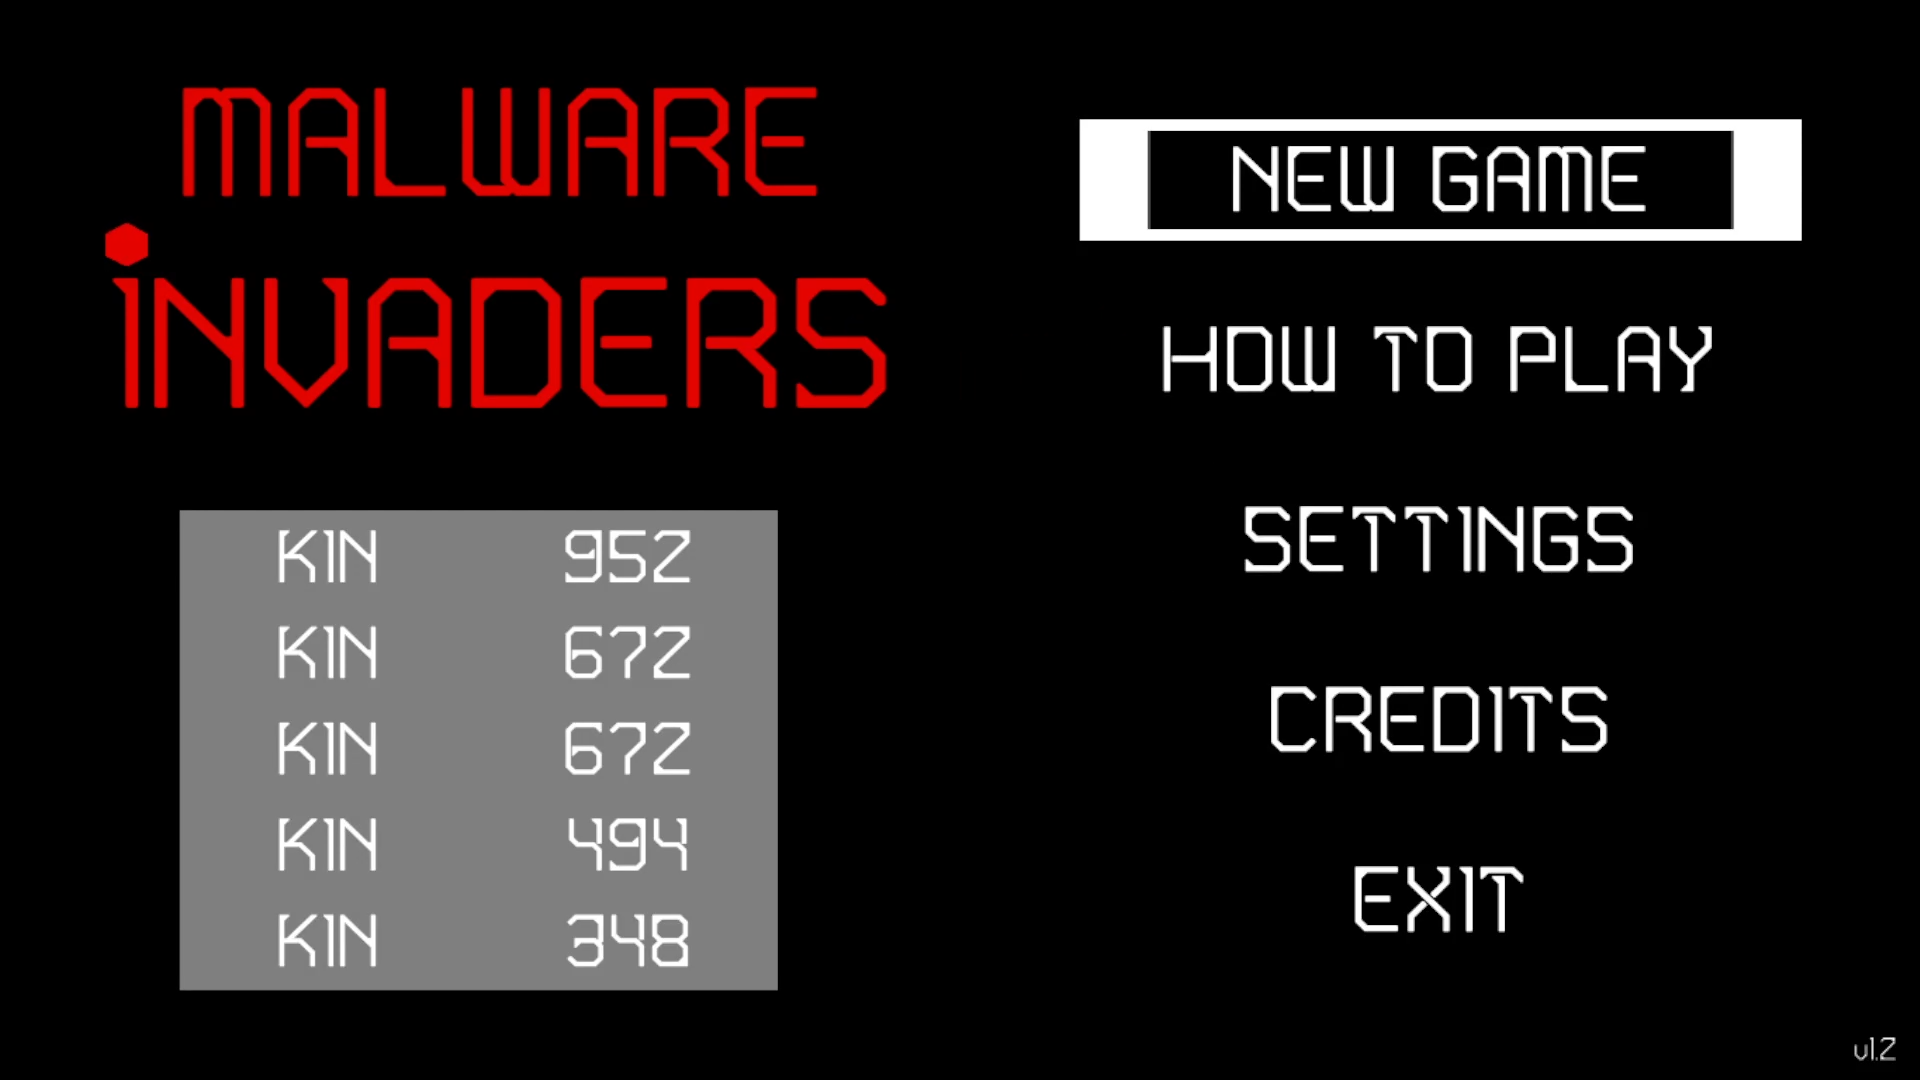 MALWARE
iNVADERS
KIN 952
KIN 672
KIN 672
KIN 494
KIN 348
NEW GAME
HOW TO PLAY
SETTINGS
CREDITS
EXIT
v1.2